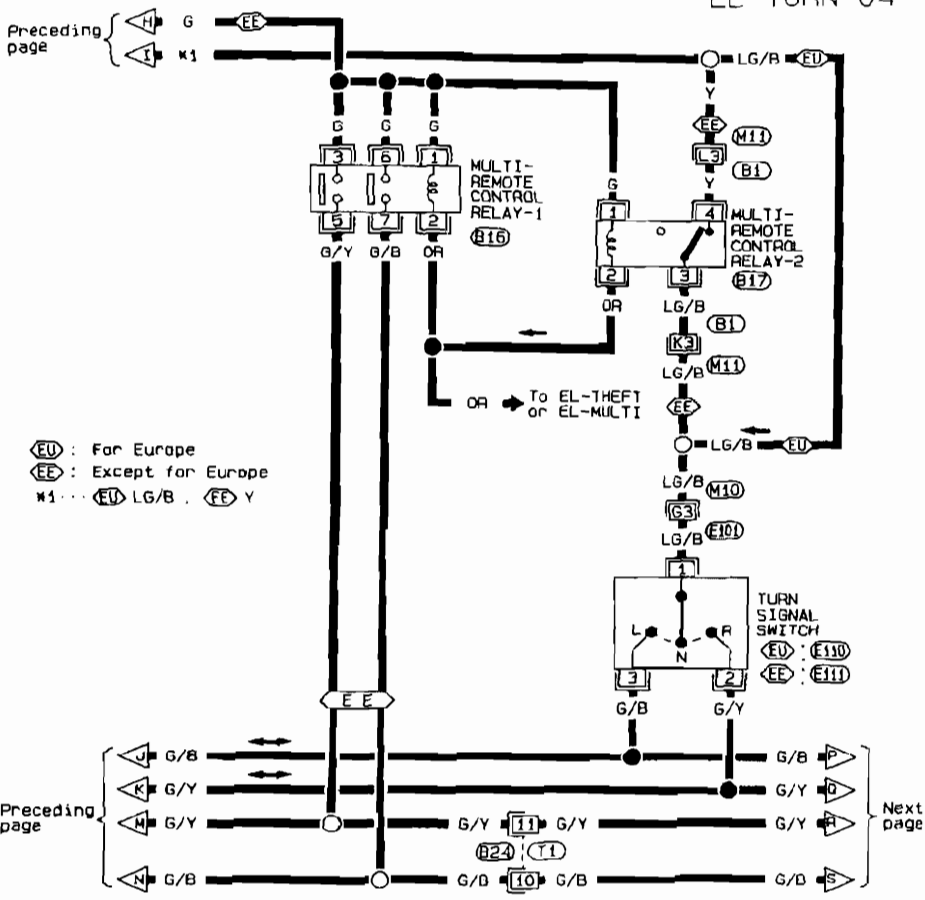 EL-TURN-04
Preceding page
H G EE
I *1
LG/B EU
Y
EE M11
L3
B1
Y
G G G
3 6 1
MULTI-
REMOTE
CONTROL
RELAY-1
B16
5 7 2
G/Y G/B OR
G
1 4
MULTI-
REMOTE
CONTROL
RELAY-2
B17
2 3
OR LG/B
B1
K3
LG/B M11
OR To EL-THEFT
or EL-MULTI
EE
LG/B EU
EU : For Europe
EE : Except for Europe
*1··· EU LG/B . EE Y
LG/B M10
G3
LG/B E101
1
TURN
SIGNAL
SWITCH
EU : E110
EE : E111
L N R
3 2
G/B G/Y
E E
J G/B G/B P
K G/Y G/Y Q
Preceding
page
Next
page
M G/Y G/Y 11 G/Y G/Y R
B24 T1
N G/B G/B 10 G/B G/B S